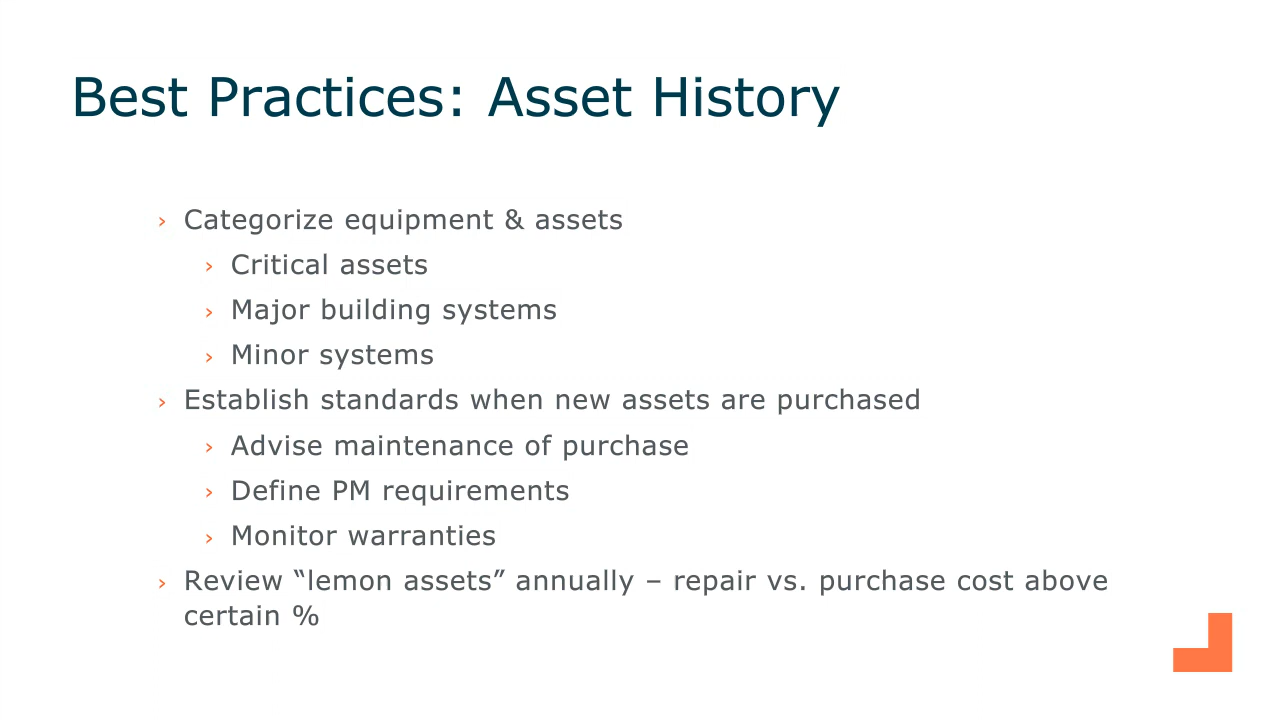 Best Practices: Asset History
› Categorize equipment & assets
› Critical assets
› Major building systems
› Minor systems
› Establish standards when new assets are purchased
› Advise maintenance of purchase
› Define PM requirements
› Monitor warranties
› Review “lemon assets” annually – repair vs. purchase cost above
certain %